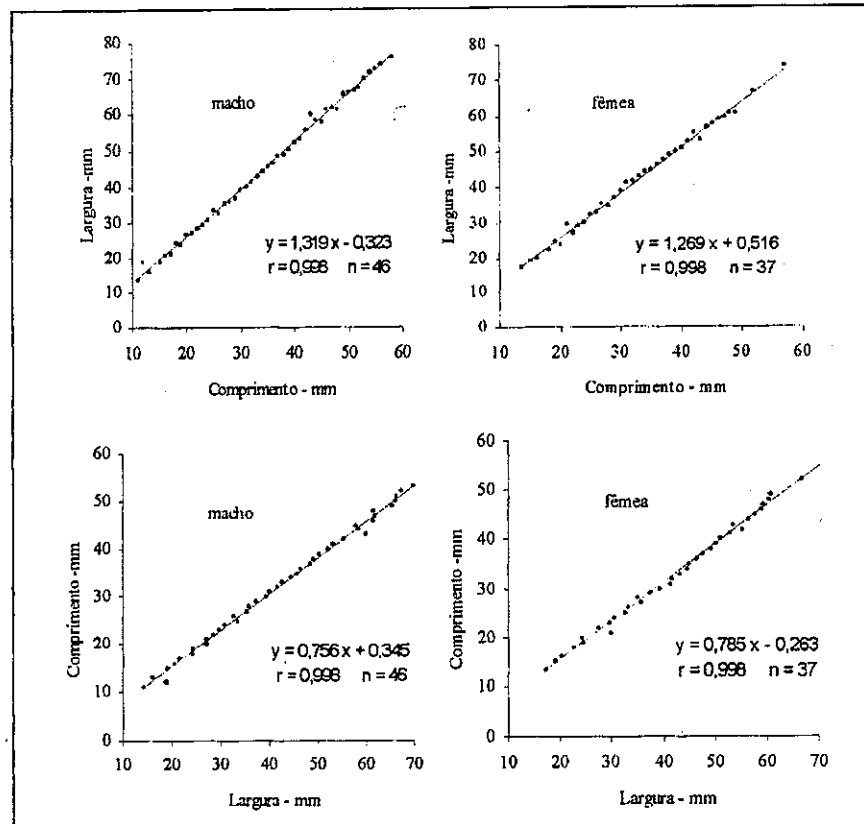 80
70
60
50
40
30
20
10
0
Largura -mm
macho
y = 1,319 x - 0,323
r = 0,998 n = 46
10 20 30 40 50 60
Comprimento - mm
80
70
60
50
40
30
20
10
0
Largura - mm
fêmea
y = 1,269 x + 0,516
r = 0,998 n = 37
10 20 30 40 50 60
Comprimento - mm
60
50
40
30
20
10
0
Comprimento -mm
macho
y = 0,756 x + 0,345
r = 0,998 n = 46
10 20 30 40 50 60 70
Largura - mm
60
50
40
30
20
10
0
Comprimento -mm
fêmea
y = 0,785 x - 0,263
r = 0,998 n = 37
10 20 30 40 50 60 70
Largura - mm